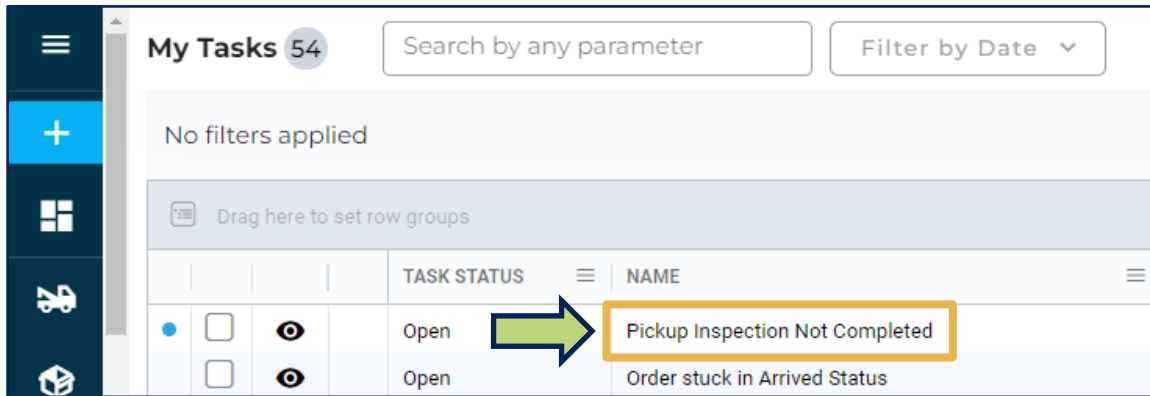 My Tasks 54
Search by any parameter
Filter by Date
No filters applied
Drag here to set row groups
TASK STATUS NAME
Open Pickup Inspection Not Completed
Open Order stuck in Arrived Status